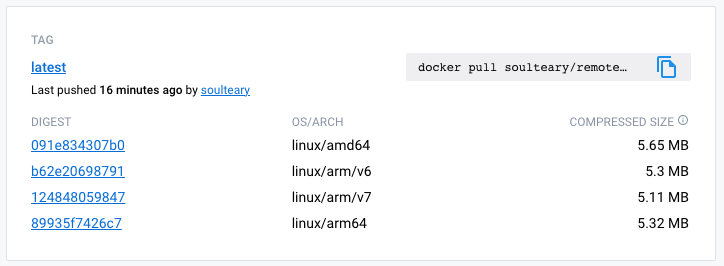 TAG
latest
docker pull soulteary/remote…
Last pushed 16 minutes ago by soulteary
DIGEST OS/ARCH COMPRESSED SIZE
091e834307b0 linux/amd64 5.65 MB
b62e20698791 linux/arm/v6 5.3 MB
124848059847 linux/arm/v7 5.11 MB
89935f7426c7 linux/arm64 5.32 MB